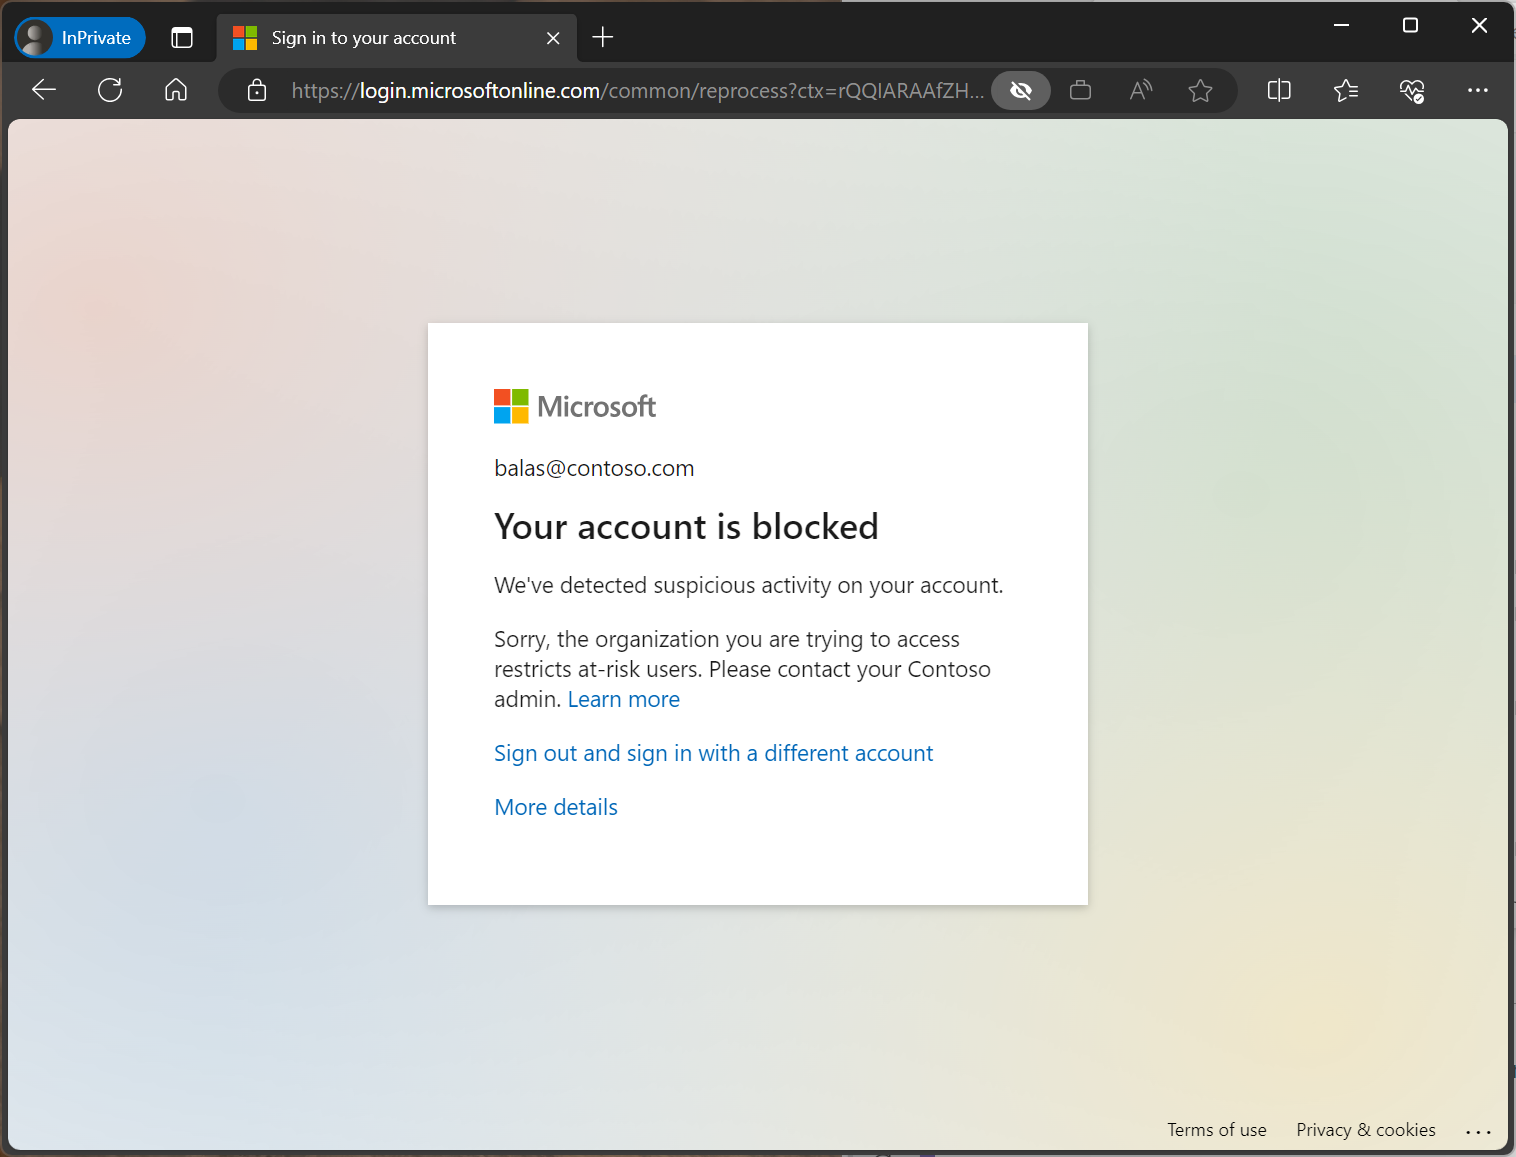 InPrivate
Sign in to your account
https://login.microsoftonline.com/common/reprocess?ctx=rQQIARAAfZH...
Microsoft
balas@contoso.com
Your account is blocked
We've detected suspicious activity on your account.
Sorry, the organization you are trying to access
restricts at-risk users. Please contact your Contoso
admin. Learn more
Sign out and sign in with a different account
More details
Terms of use Privacy & cookies ...